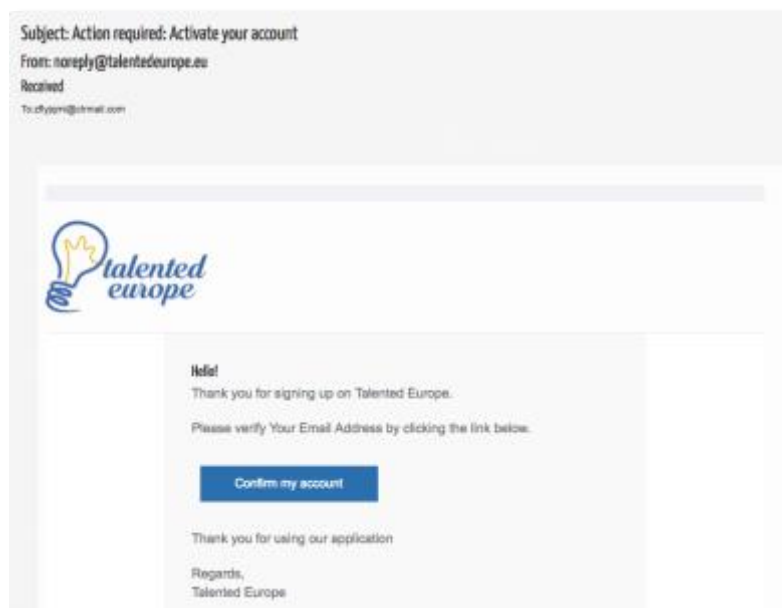 Subject: Action required: Activate your account
From: noreply@talentedeurope.eu
Received
talented
europe
Hello!
Thank you for signing up on Talented Europe.
Please verify Your Email Address by clicking the link below.
Confirm my account
Thank you for using our application
Regards,
Talented Europe